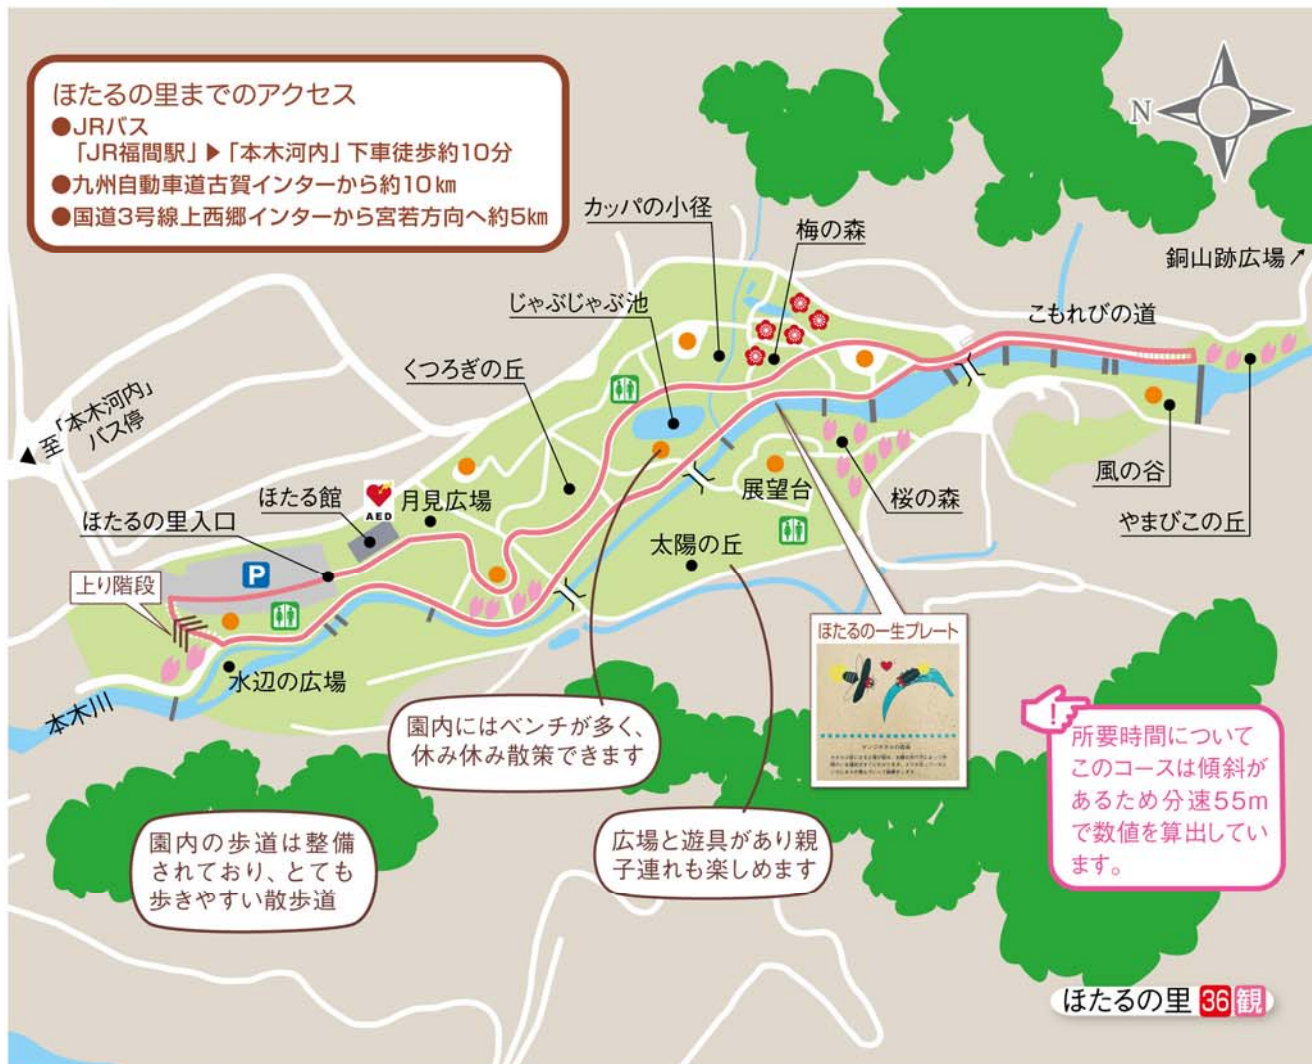 ほたるの里までのアクセス
●JRバス
「JR福間駅」▶「本木河内」下車徒歩約10分
●九州自動車道古賀インターから約10km
●国道3号線上西郷インターから宮若方向へ約5km
N
カッパの小径
梅の森
銅山跡広場↗
じゃぶじゃぶ池
こもれびの道
くつろぎの丘
至「本木河内」
バス停
ほたる館
AED
月見広場
展望台
桜の森
風の谷
やまびこの丘
ほたるの里入口
P
太陽の丘
上り階段
水辺の広場
本木川
ほたるの一生プレート
園内にはベンチが多く、
休み休み散策できます
!
所要時間について
このコースは傾斜が
あるため分速55m
で数値を算出してい
ます。
園内の歩道は整備
されており、とても
歩きやすい散歩道
広場と遊具があり親
子連れも楽しめます
ほたるの里 36 観